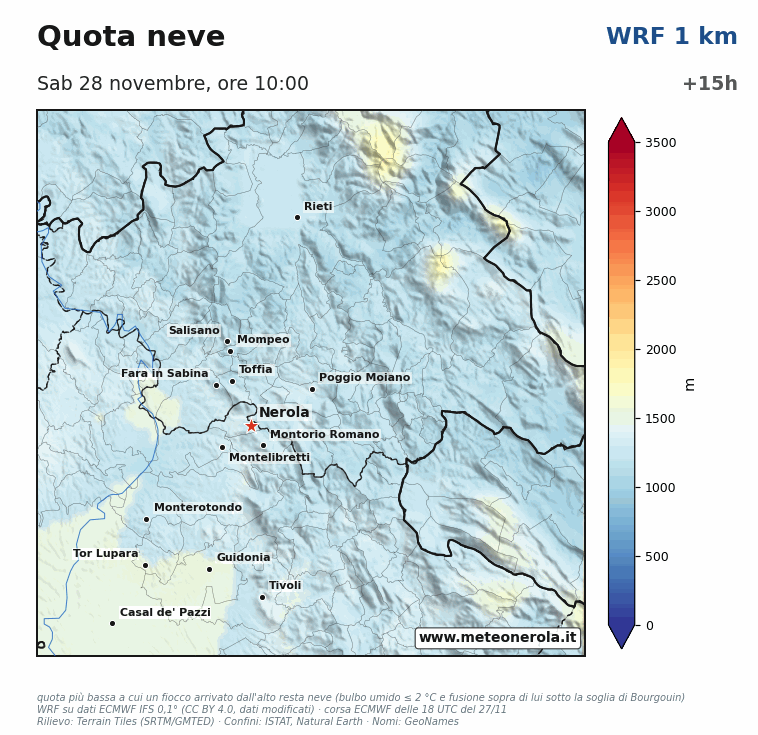 Quota neve
WRF 1 km
Sab 28 novembre, ore 10:00
+15h
Rieti
Salisano
Mompeo
Toffia
Fara in Sabina
Poggio Moiano
Nerola
Montorio Romano
Montelibretti
Monterotondo
Tor Lupara
Guidonia
Tivoli
Casal de' Pazzi
www.meteonerola.it
3500
3000
2500
2000
1500
1000
500
0
m
quota più bassa a cui un fiocco arrivato dall'alto resta neve (bulbo umido ≤ 2 °C e fusione sopra di lui sotto la soglia di Bourgouin)
WRF su dati ECMWF IFS 0,1° (CC BY 4.0, dati modificati) · corsa ECMWF delle 18 UTC del 27/11
Rilievo: Terrain Tiles (SRTM/GMTED) · Confini: ISTAT, Natural Earth · Nomi: GeoNames